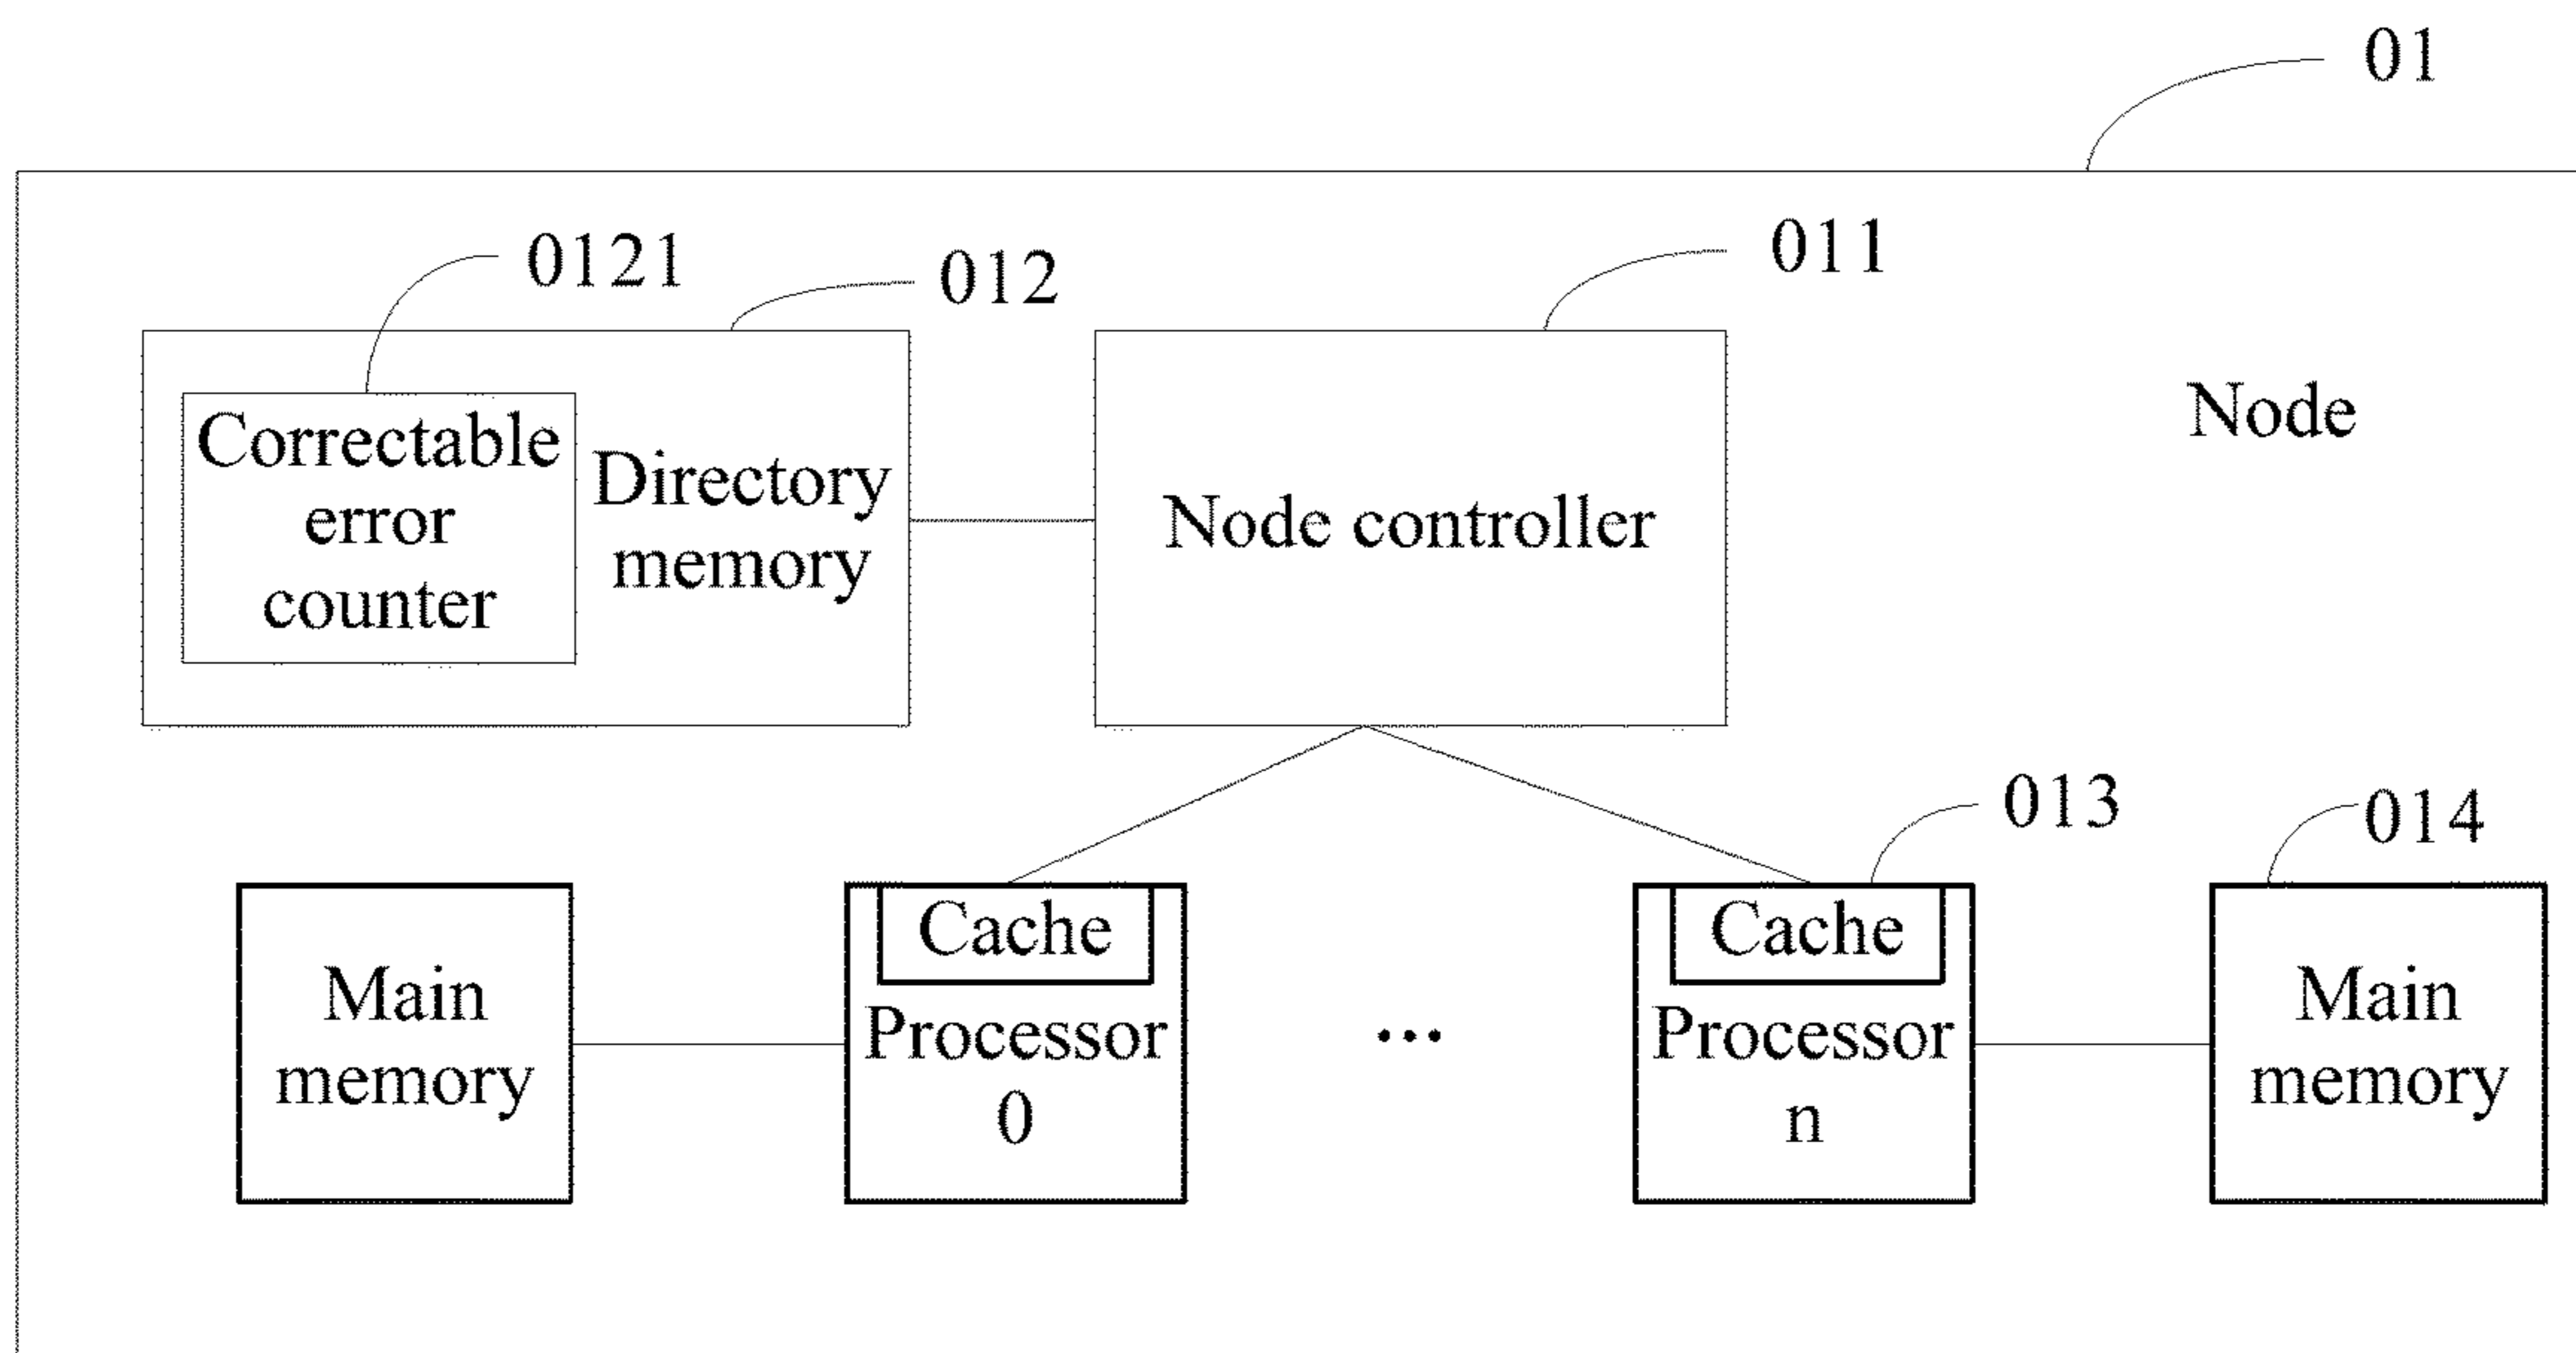 01
0121
012
011
Correctable
error
counter
Directory
memory
Node controller
Node
013
014
Main
memory
Cache
Processor
0
...
Cache
Processor
n
Main
memory